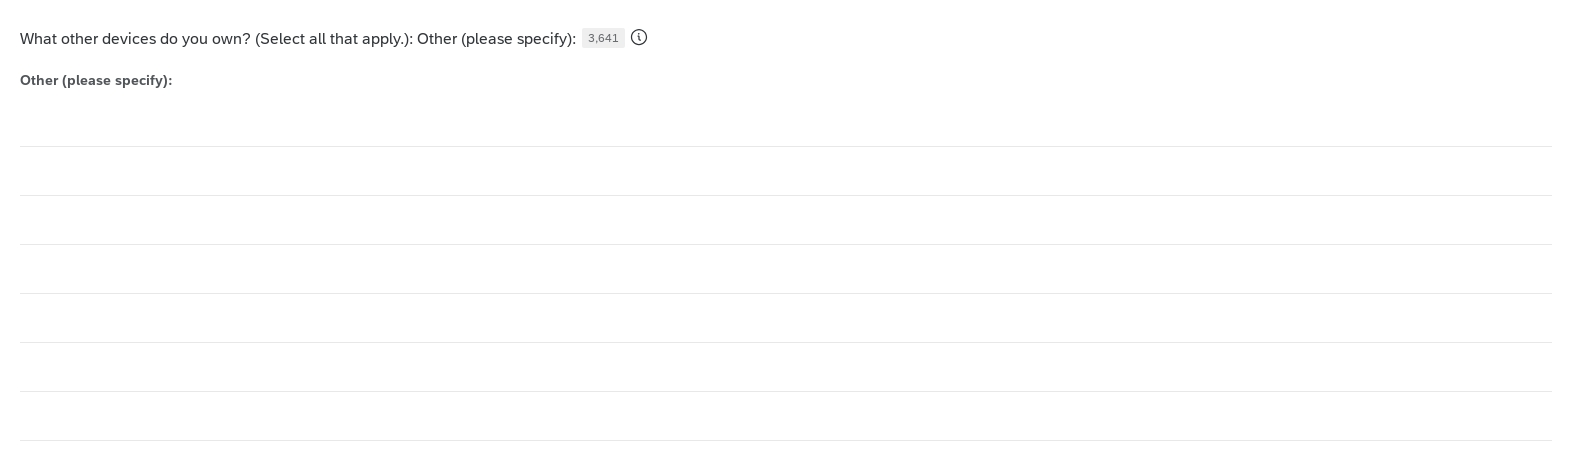 What other devices do you own? (Select all that apply.): Other (please specify): 3,641
Other (please specify):